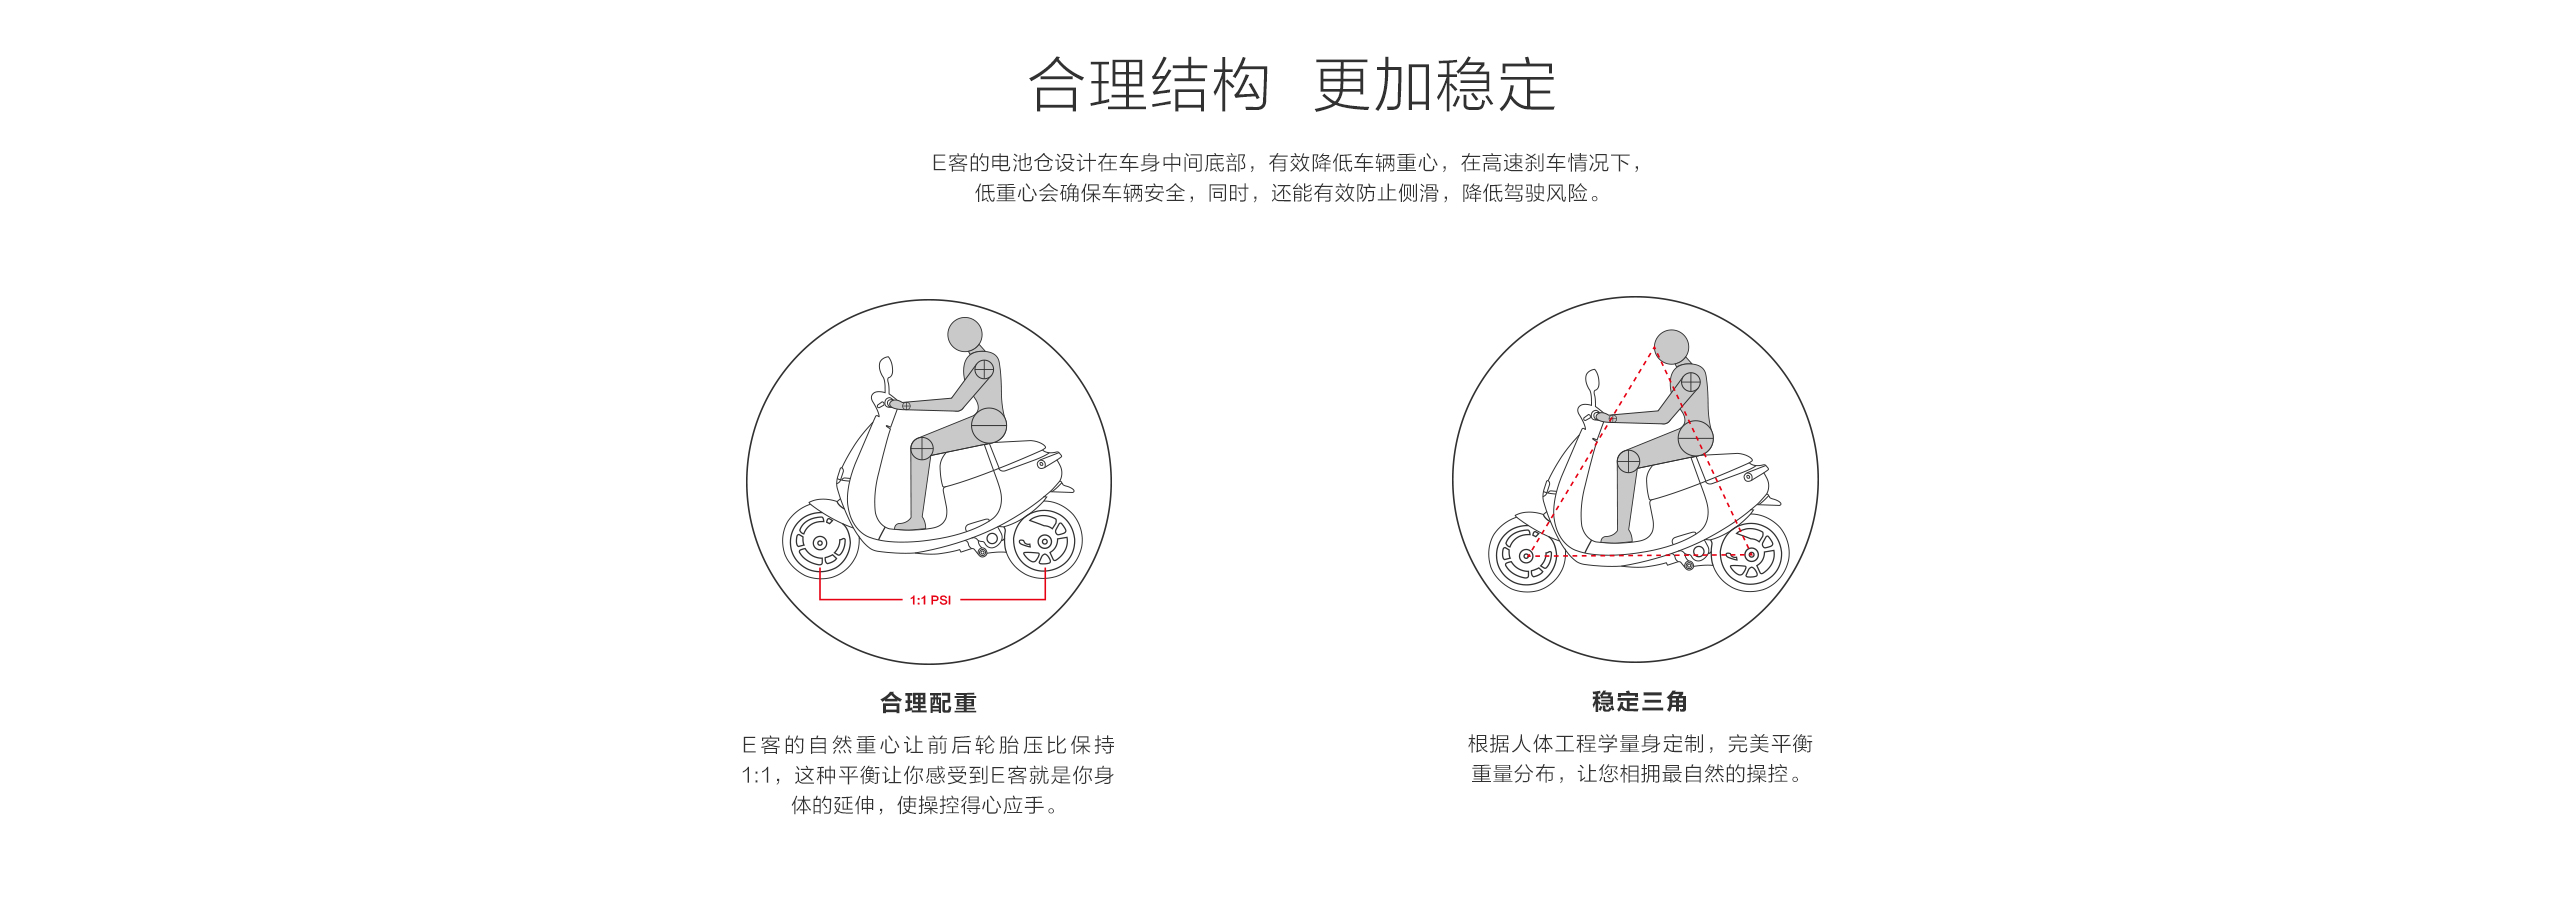 合理结构 更加稳定
E客的电池仓设计在车身中间底部，有效降低车辆重心，在高速刹车情况下，
低重心会确保车辆安全，同时，还能有效防止侧滑，降低驾驶风险。
1:1 PSI
合理配重
E客的自然重心让前后轮胎压比保持
1:1，这种平衡让你感受到E客就是你身
体的延伸，使操控得心应手。
稳定三角
根据人体工程学量身定制，完美平衡
重量分布，让您相拥最自然的操控。